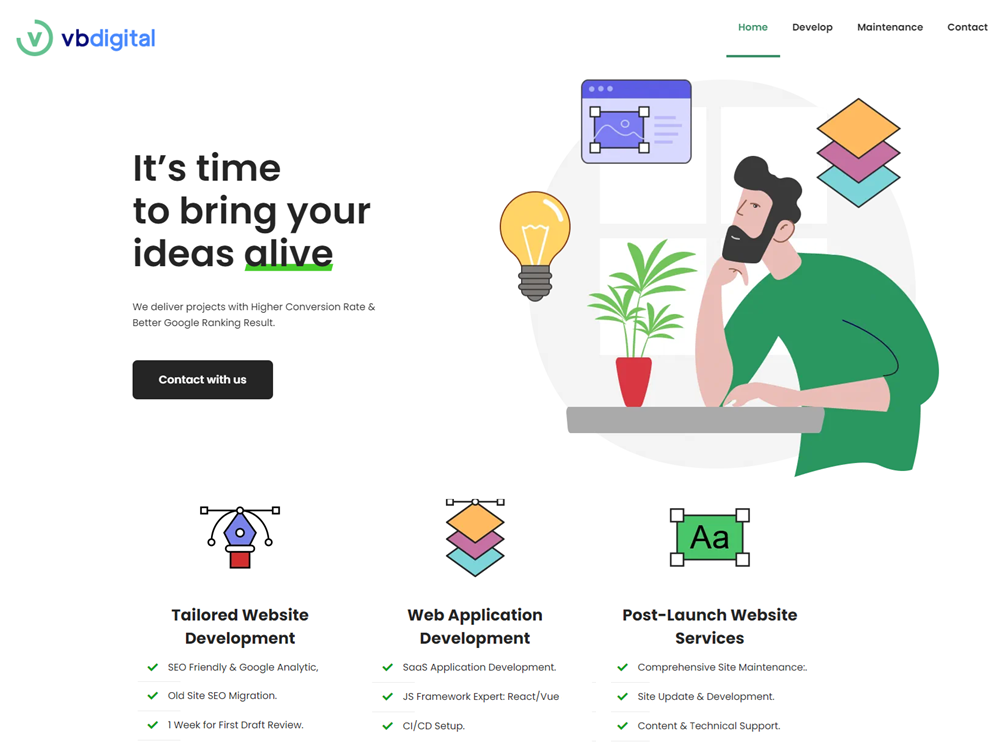 vbdigital
Home Develop Maintenance Contact
It’s time
to bring your
ideas alive
We deliver projects with Higher Conversion Rate &
Better Google Ranking Result.
Contact with us
Aa
Tailored Website
Development
SEO Friendly & Google Analytic,
Old Site SEO Migration.
1 Week for First Draft Review.
Web Application
Development
SaaS Application Development.
JS Framework Expert: React/Vue
CI/CD Setup.
Post-Launch Website
Services
Comprehensive Site Maintenance:.
Site Update & Development.
Content & Technical Support.